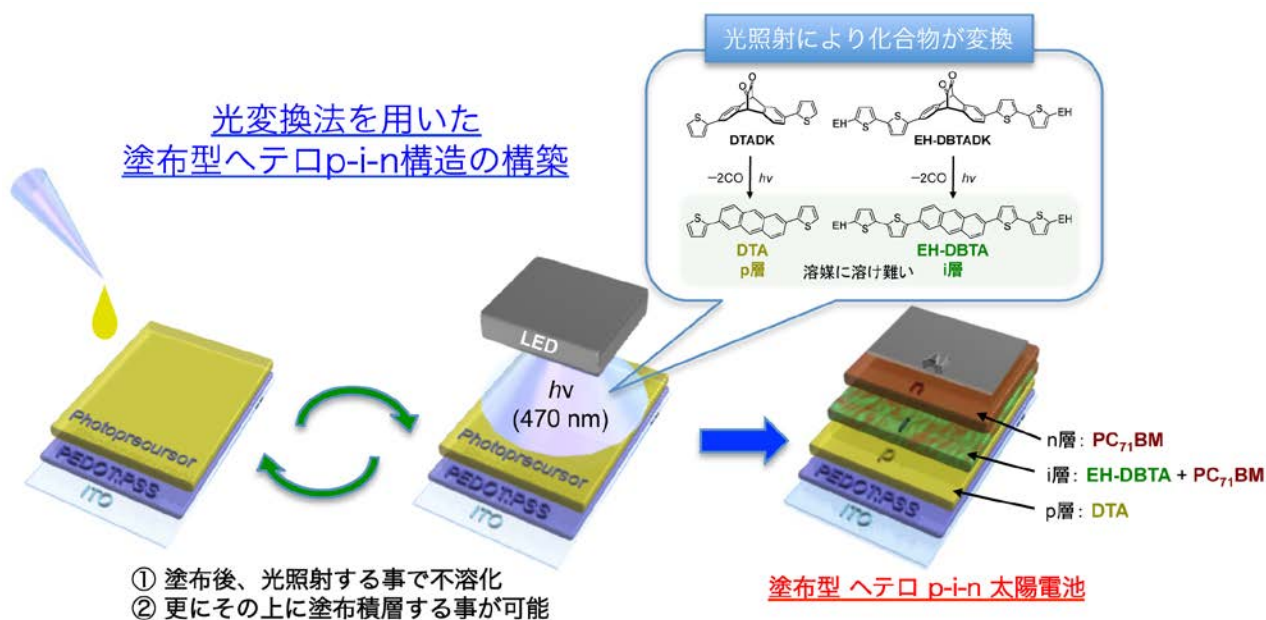 光照射により化合物が変換
光変換法を用いた
塗布型ヘテロp-i-n構造の構築
O
O
S
S
DTADK
O
O
EH
S
S
S
S
EH
EH-DBTADK
−2CO
hν
−2CO
hν
S
S
DTA
p層
EH
S
S
S
S
EH
EH-DBTA
i層
溶媒に溶け難い
LED
hν
(470 nm)
Photoprecursor
PEDOT:PSS
ITO
Photoprecursor
PEDOT:PSS
ITO
Al
n
i
p
PEDOT:PSS
ITO
n層: PC71BM
i層: EH-DBTA + PC71BM
p層: DTA
① 塗布後、光照射する事で不溶化
② 更にその上に塗布積層する事が可能
塗布型 ヘテロ p-i-n 太陽電池